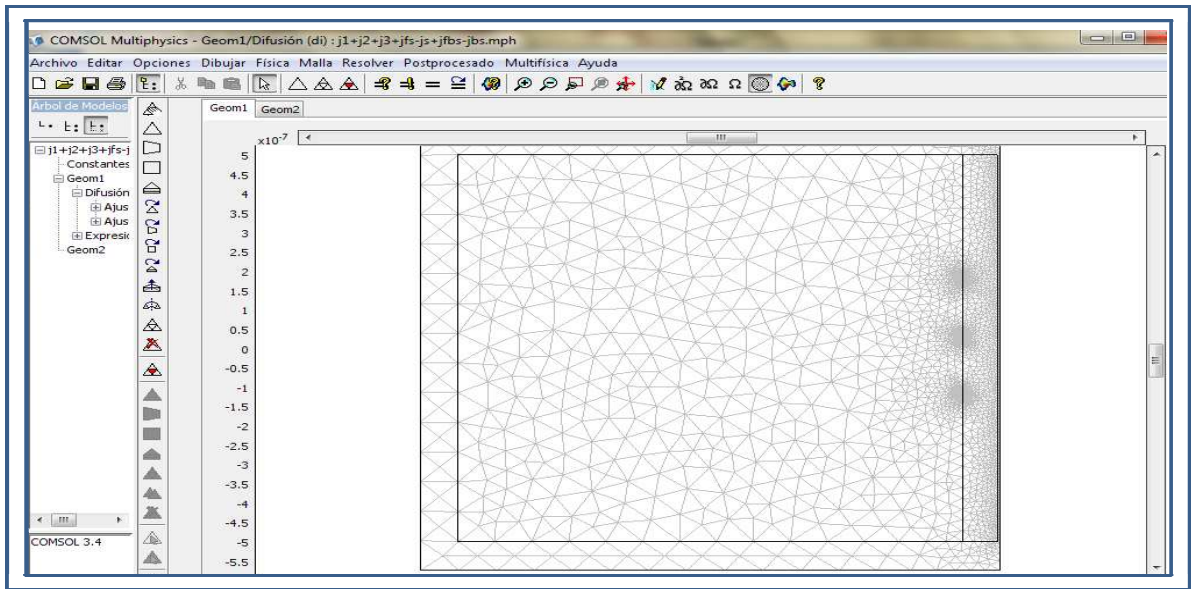 COMSOL Multiphysics - Geom1/Difusión (di) : j1+j2+j3+jfs-js+jfbs-jbs.mph
Archivo Editar Opciones Dibujar Física Malla Resolver Postprocesado Multifísica Ayuda
Árbol de Modelos
Geom1 Geom2
j1+j2+j3+jfs-j
Constantes
Geom1
Difusión
Ajus
Ajus
Expresic
Geom2
x10-7
5
4.5
4
3.5
3
2.5
2
1.5
1
0.5
0
-0.5
-1
-1.5
-2
-2.5
-3
-3.5
-4
-4.5
-5
-5.5
COMSOL 3.4